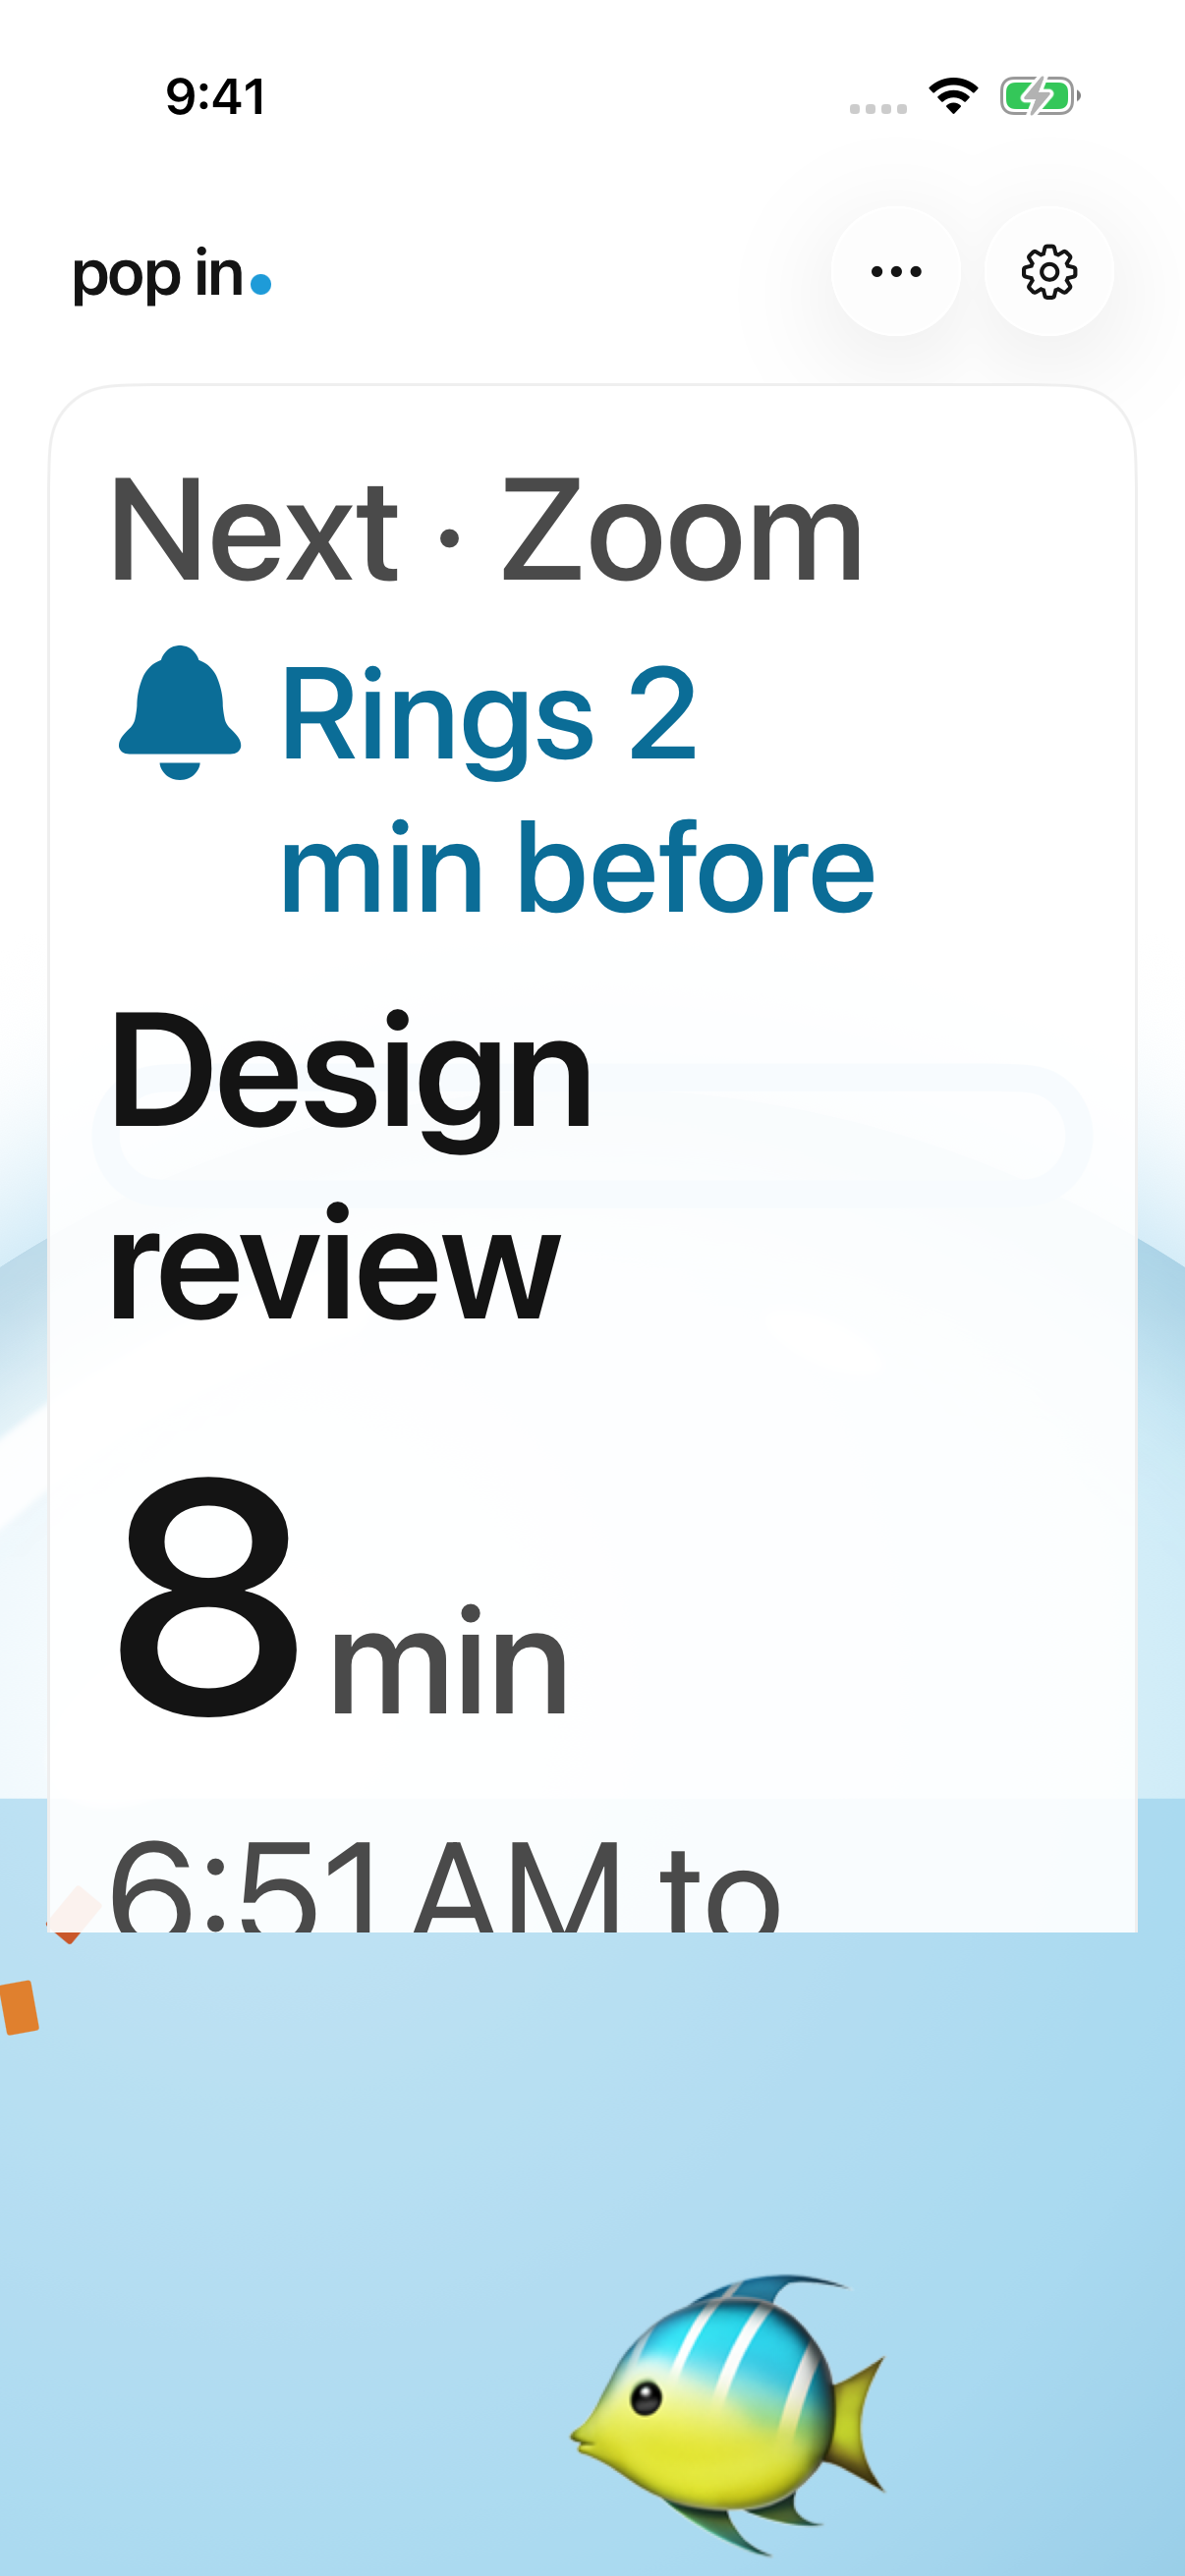 9:41
pop in
Next · Zoom
Rings 2
min before
Design
review
8 min
6:51 AM to